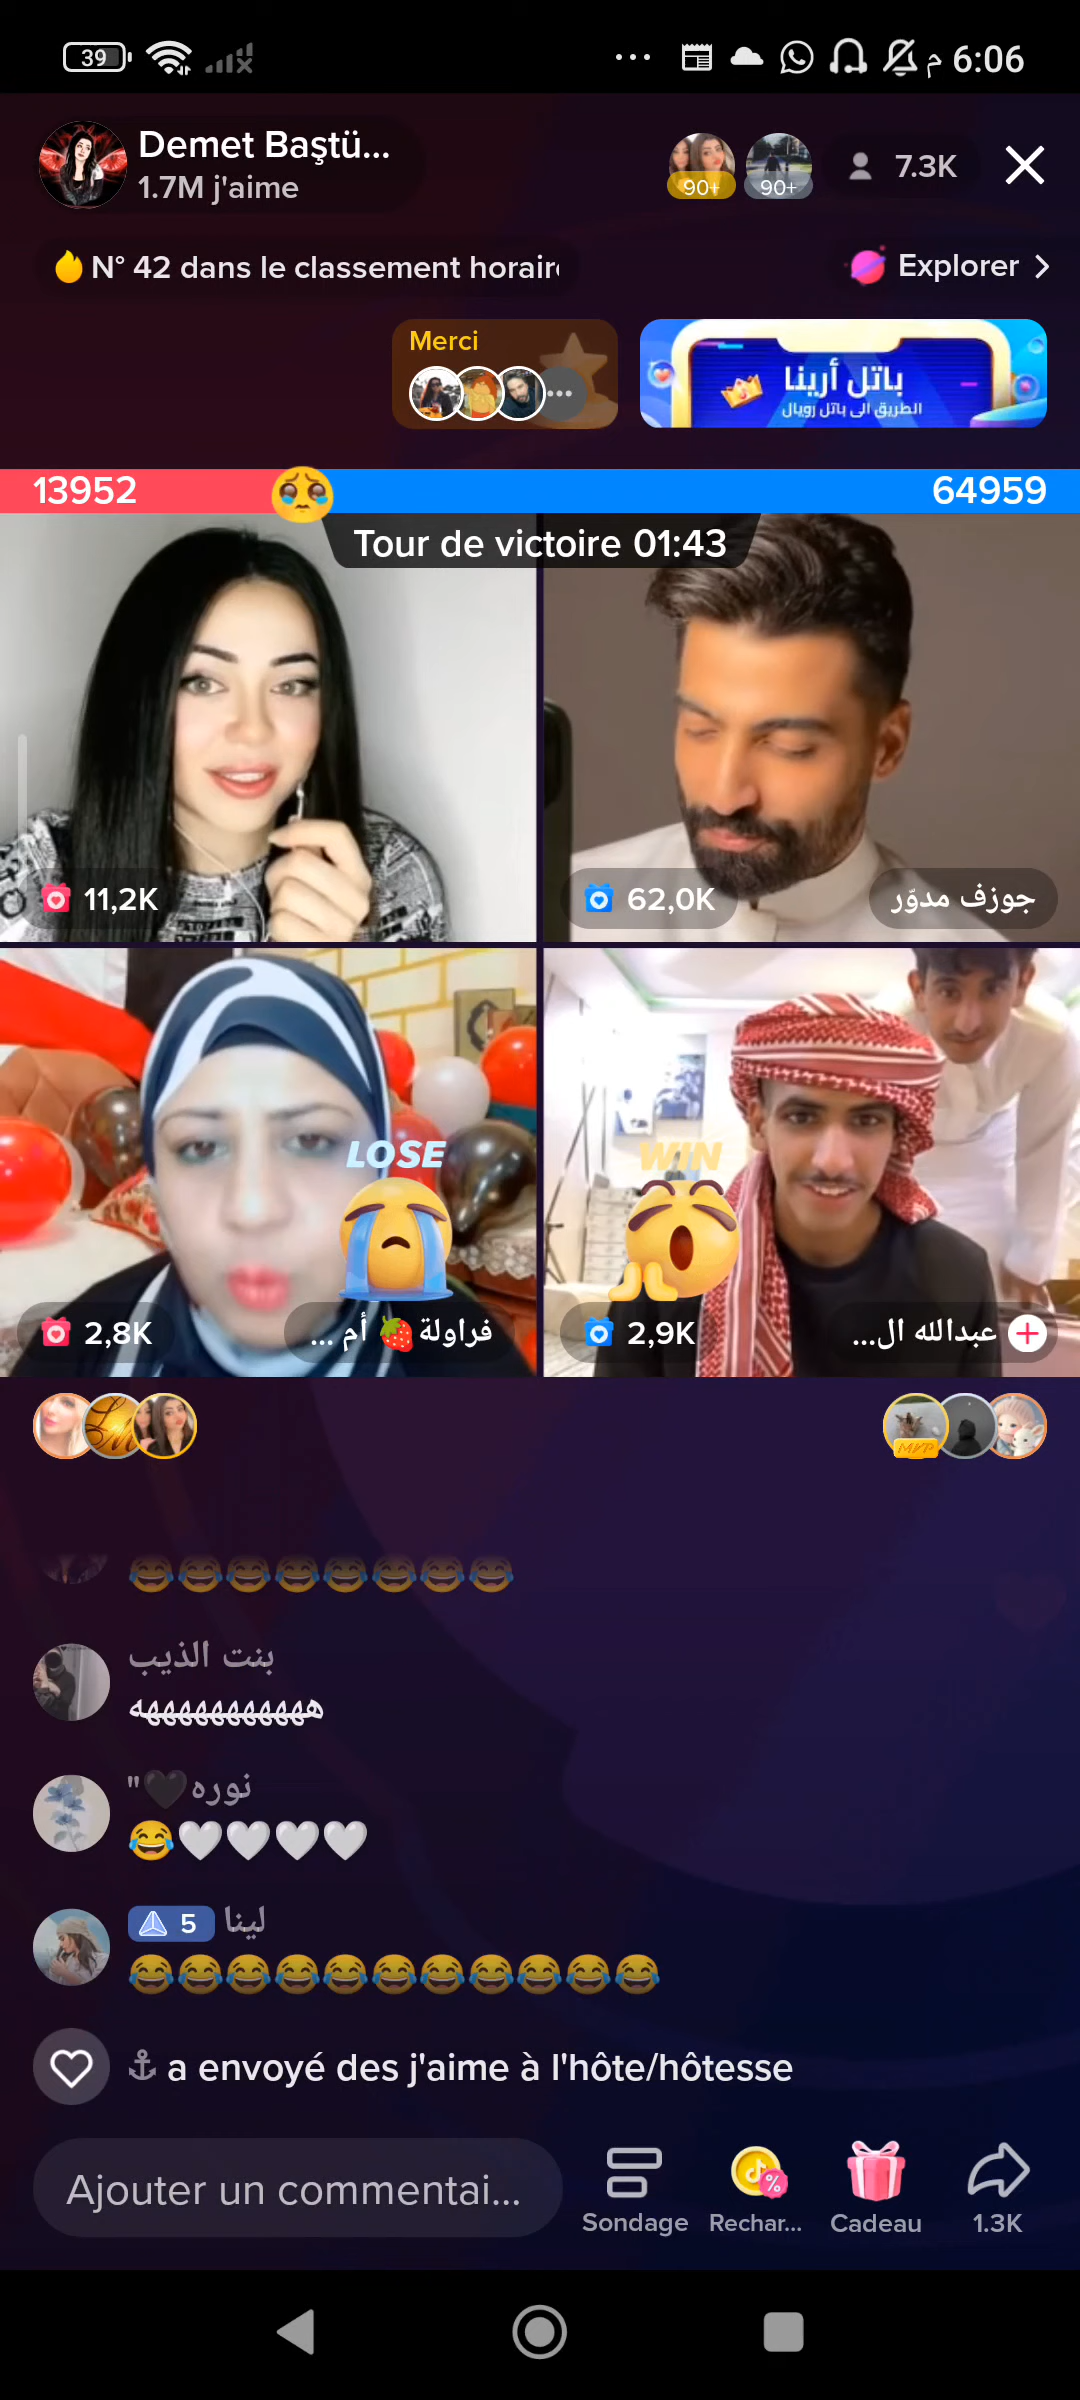 39
م 6:06
Demet Baştü...
1.7M j'aime
90+
90+
7.3K
N° 42 dans le classement horair
Explorer
Merci
باتل أرينا
الطريق الى باتل رويال
13952
64959
Tour de victoire 01:43
11,2K
62,0K
جوزف مدوّر
LOSE
WIN
2,8K
فراولة🍓 أم ...
2,9K
عبدالله ال...
MVP
😂😂😂😂😂😂😂😂
بنت الذيب
ههههههههههههه
نوره🖤"
😂🤍🤍🤍🤍
5 لينا
😂😂😂😂😂😂😂😂😂😂😂
⚓ a envoyé des j'aime à l'hôte/hôtesse
Ajouter un commentai...
Sondage
Rechar...
Cadeau
1.3K